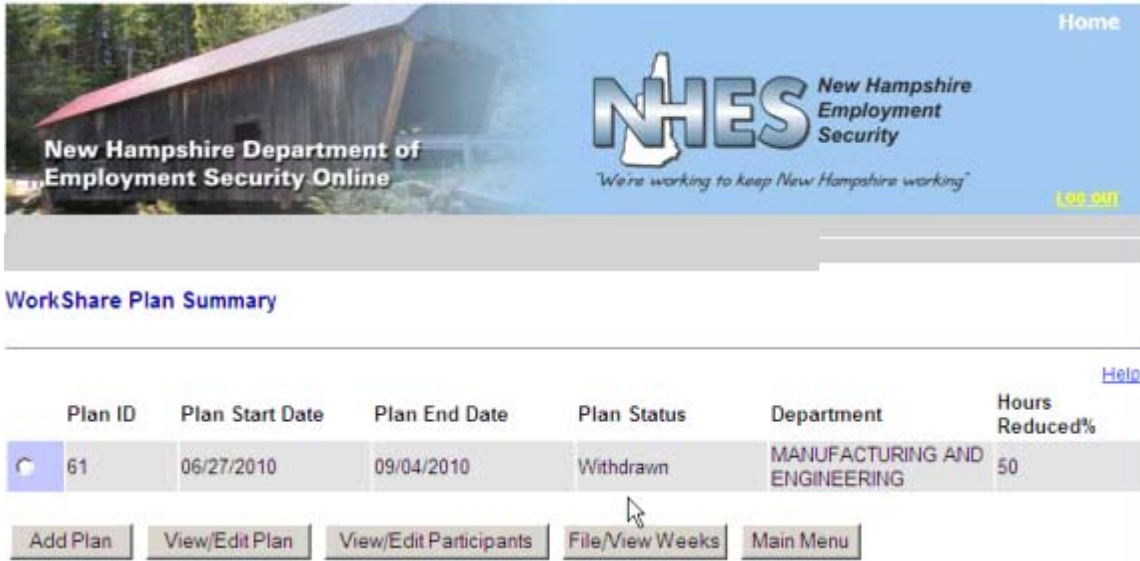 Home
New Hampshire Department of
Employment Security Online
NHES
New Hampshire
Employment
Security
"We're working to keep New Hampshire working"
LOG OUT
WorkShare Plan Summary
Help
Plan ID Plan Start Date Plan End Date Plan Status Department Hours Reduced%
61 06/27/2010 09/04/2010 Withdrawn MANUFACTURING AND ENGINEERING 50
Add Plan View/Edit Plan View/Edit Participants File/View Weeks Main Menu